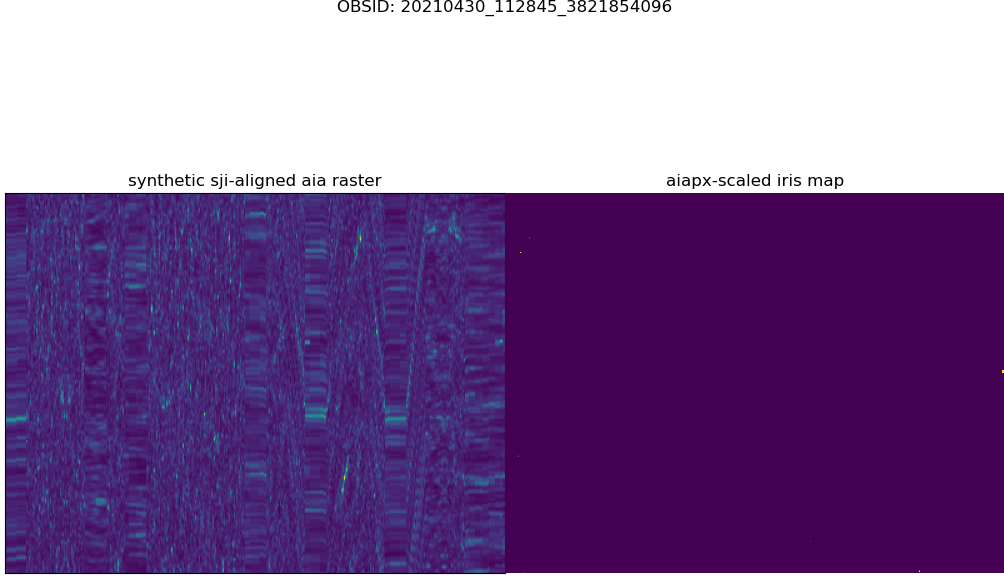 OBSID: 20210430_112845_3821854096
synthetic sji-aligned aia raster
aiapx-scaled iris map